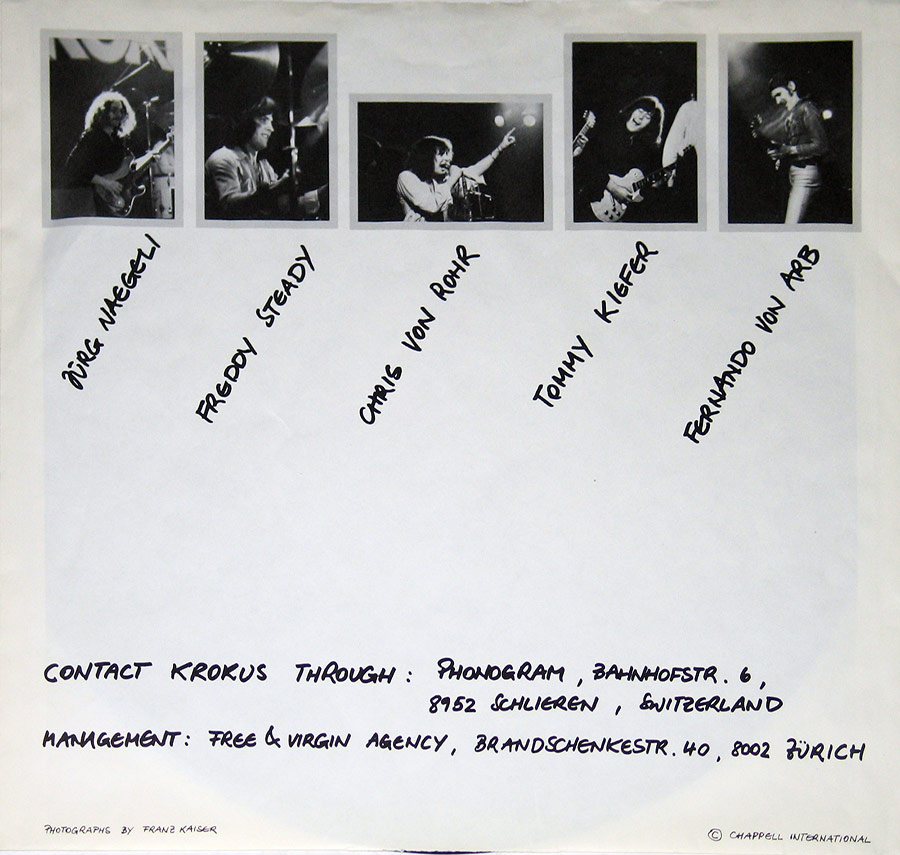 JÜRG NAEGELI
FREDDY STEADY
CHRIS VON ROHR
TOMMY KIEFER
FERNANDO VON ARB
CONTACT KROKUS THROUGH: PHONOGRAM, BAHNHOFSTR. 6,
8952 SCHLIEREN, SWITZERLAND
MANAGEMENT: FREE & VIRGIN AGENCY, BRANDSCHENKESTR. 40, 8002 ZÜRICH
PHOTOGRAPHS BY FRANZ KAISER
© CHAPPELL INTERNATIONAL